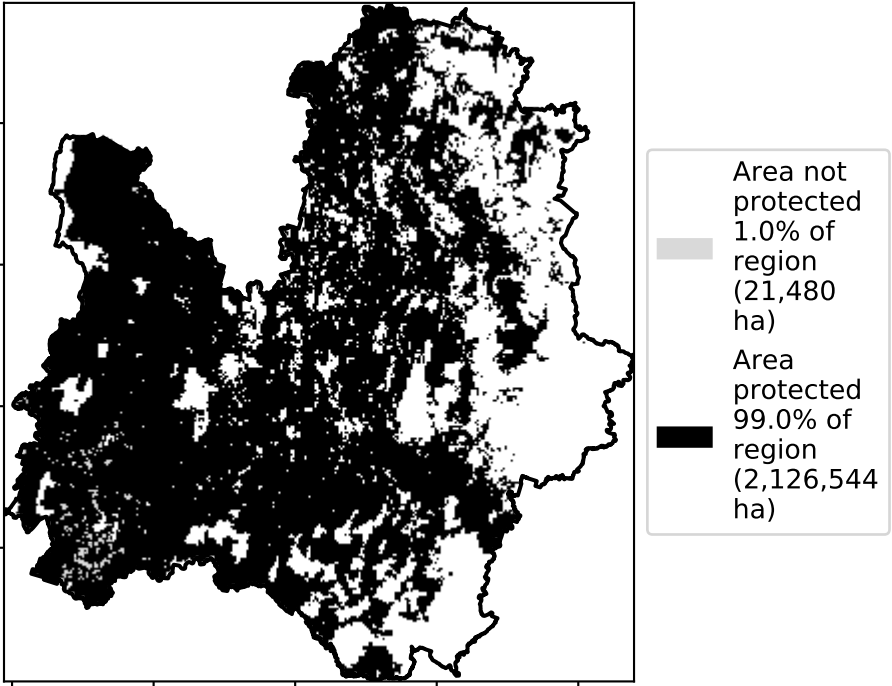 Area not
protected
1.0% of
region
(21,480
ha)
Area
protected
99.0% of
region
(2,126,544
ha)